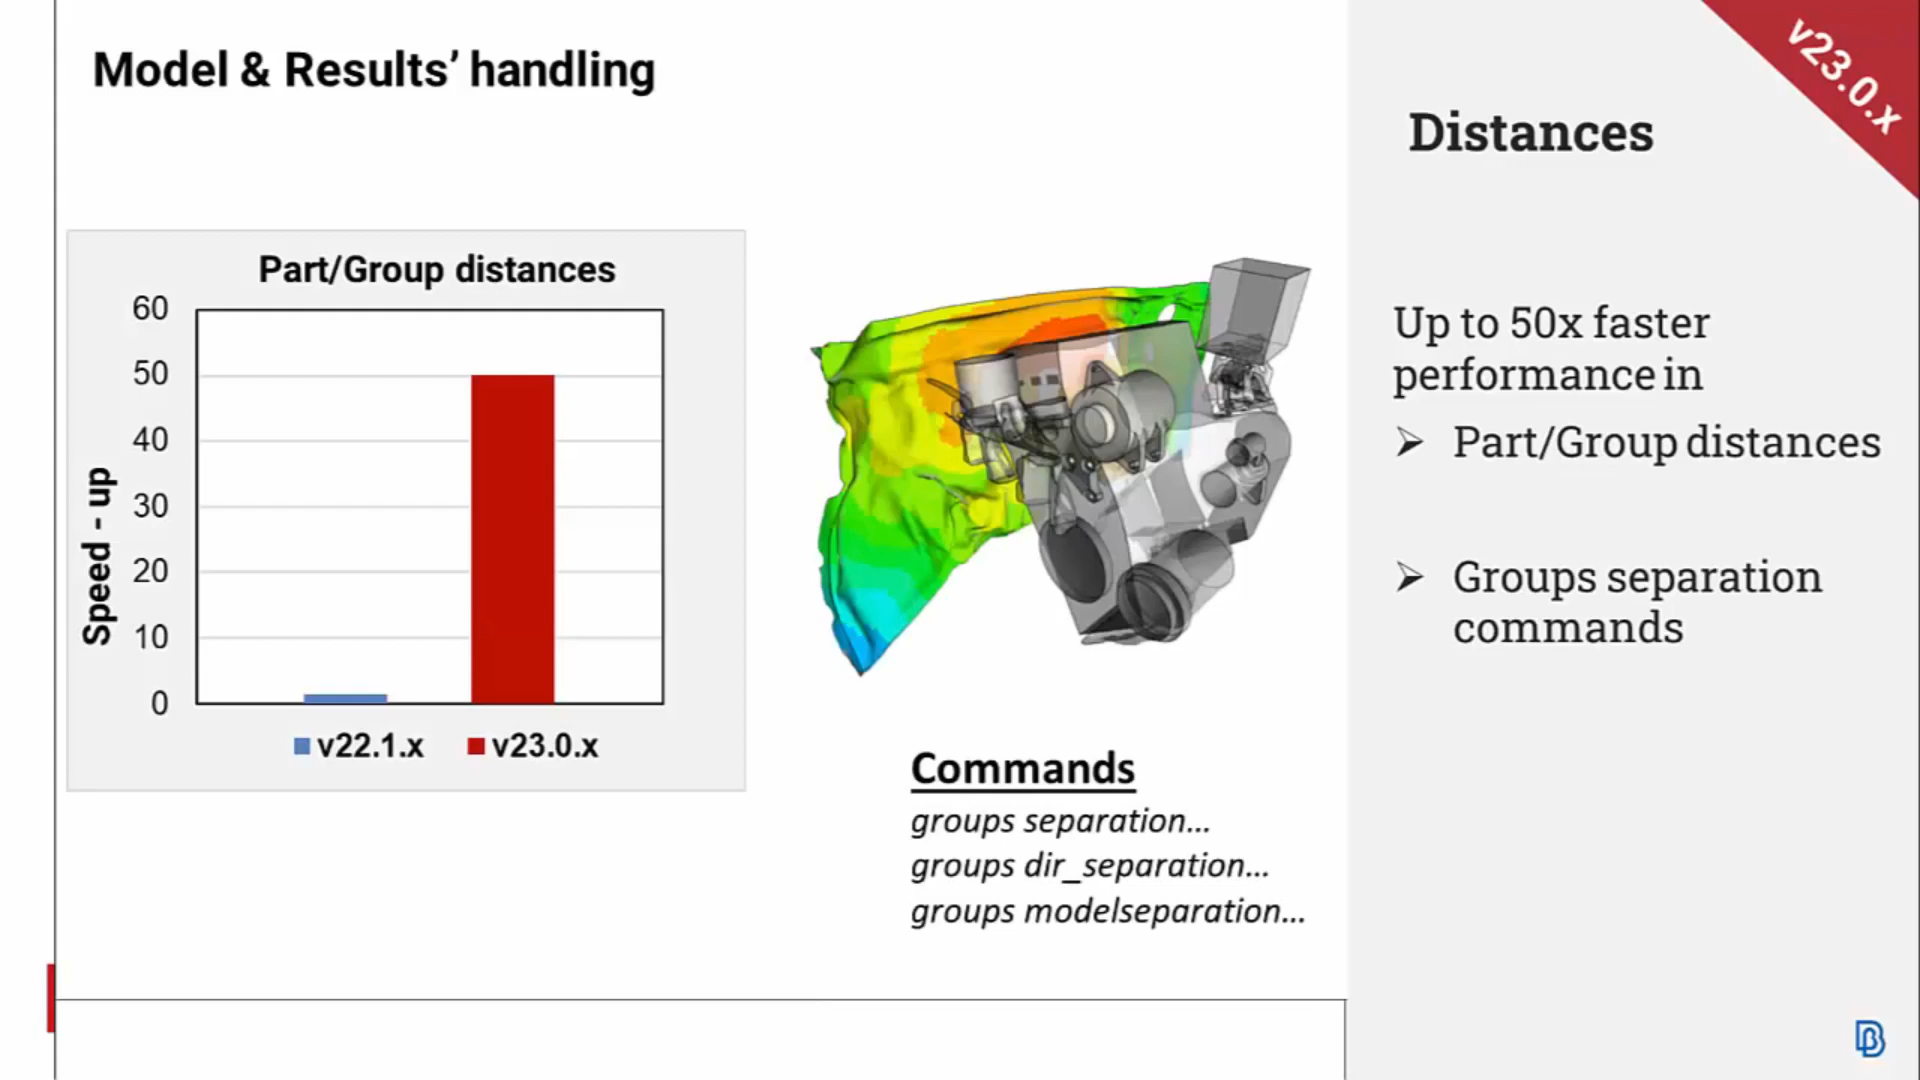 Model & Results’ handling
v23.0.x
Distances
Part/Group distances
60
50
40
30
20
10
0
Speed - up
v22.1.x
v23.0.x
Commands
groups separation...
groups dir_separation...
groups modelseparation...
Up to 50x faster
performance in
Part/Group distances
Groups separation
commands